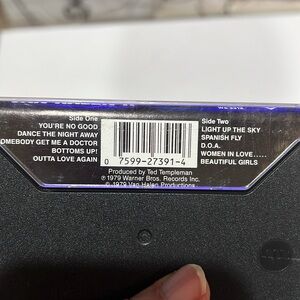 Side One
YOU'RE NO GOOD
DANCE THE NIGHT AWAY
OMEBODY GET ME A DOCTOR
BOTTOMS UP!
OUTTA LOVE AGAIN
0 7599-27391-4
Side Two
LIGHT UP THE SKY
SPANISH FLY
D.O.A.
WOMEN IN LOVE.....
BEAUTIFUL GIRLS
Produced by Ted Templeman
℗ 1979 Warner Bros. Records Inc.
© 1979 Van Halen Productions